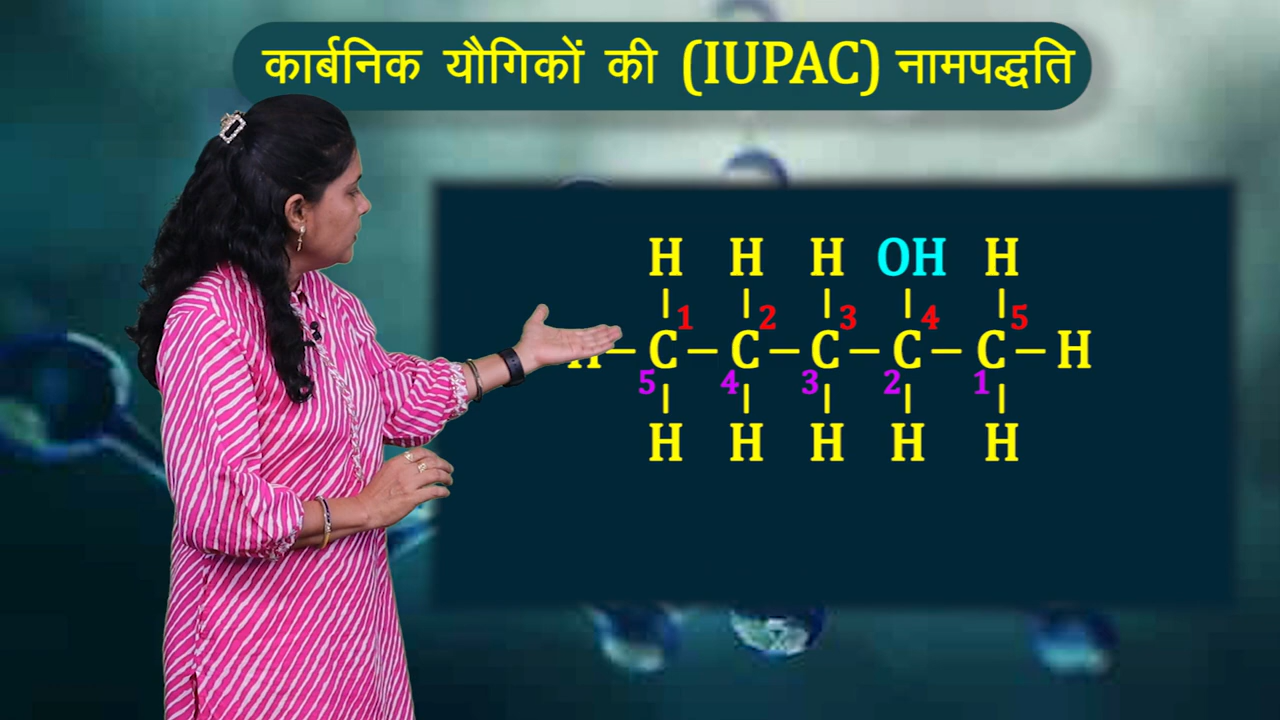 कार्बनिक यौगिकों की (IUPAC) नामपद्धति
H H H OH H
1 2 3 4 5
H–C–C–C–C–C–H
5 4 3 2 1
H H H H H